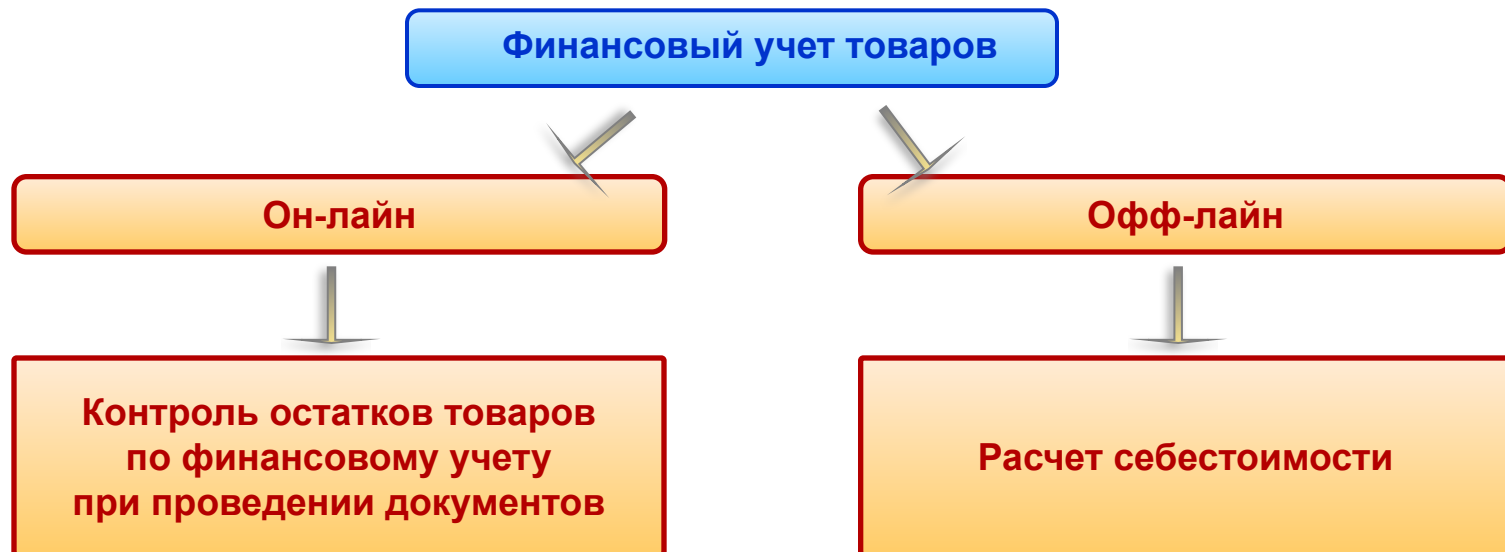 Финансовый учет товаров
Он-лайн
Офф-лайн
Контроль остатков товаров
по финансовому учету
при проведении документов
Расчет себестоимости